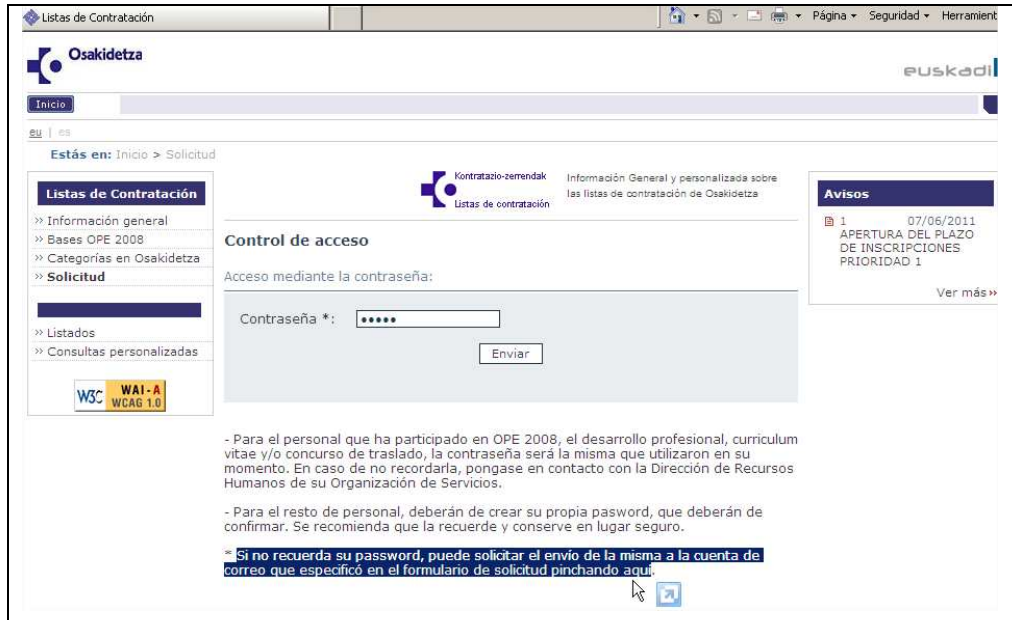 Listas de Contratación
Página
Seguridad
Herramient
Osakidetza
euskadi
Inicio
eu | es
Estás en: Inicio > Solicitud
Kontratazio-zerrendak
Listas de contratación
Información General y personalizada sobre
las listas de contratación de Osakidetza
Listas de Contratación
» Información general
» Bases OPE 2008
» Categorías en Osakidetza
» Solicitud
» Listados
» Consultas personalizadas
W3C WAI-A
WCAG 1.0
Control de acceso
Acceso mediante la contraseña:
Contraseña *: •••••
Enviar
- Para el personal que ha participado en OPE 2008, el desarrollo profesional, curriculum
vitae y/o concurso de traslado, la contraseña será la misma que utilizaron en su
momento. En caso de no recordarla, pongase en contacto con la Dirección de Recursos
Humanos de su Organización de Servicios.
- Para el resto de personal, deberán de crear su propia pasword, que deberán de
confirmar. Se recomienda que la recuerde y conserve en lugar seguro.
* Si no recuerda su password, puede solicitar el envío de la misma a la cuenta de
correo que especificó en el formulario de solicitud pinchando aquí.
Avisos
1 07/06/2011
APERTURA DEL PLAZO
DE INSCRIPCIONES
PRIORIDAD 1
Ver más»